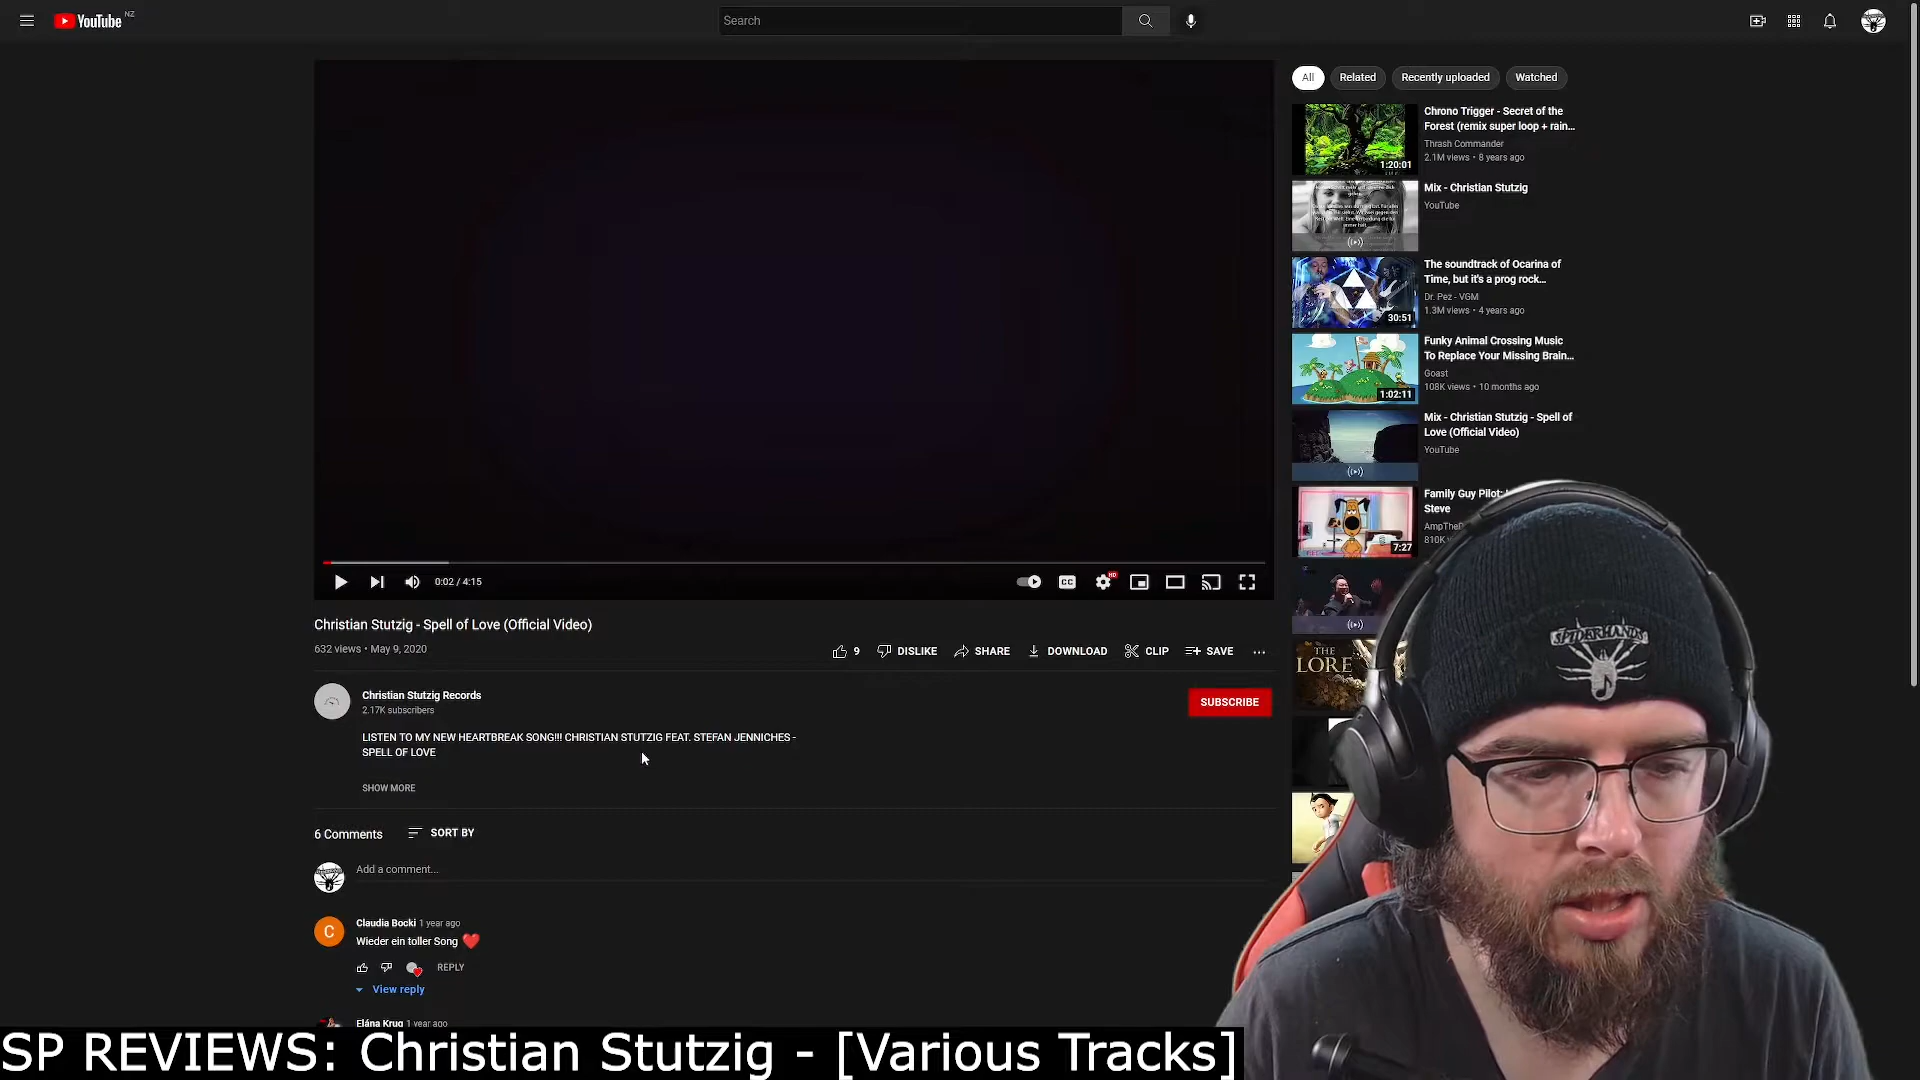 YouTube NZ
Search
All
Related
Recently uploaded
Watched
Chrono Trigger - Secret of the
Forest (remix super loop + rain...
Thrash Commander
2.1M views • 8 years ago
1:20:01
Mix - Christian Stutzig
YouTube
The soundtrack of Ocarina of
Time, but it's a prog rock...
Dr. Pez - VGM
1.3M views • 4 years ago
30:51
Funky Animal Crossing Music
To Replace Your Missing Brain...
Goast
108K views • 10 months ago
1:02:11
Mix - Christian Stutzig - Spell of
Love (Official Video)
YouTube
Family Guy Pilot:
Steve
7:27
THE
LORE
SPIDERHANDS
0:02 / 4:15
CC
HD
Christian Stutzig - Spell of Love (Official Video)
632 views • May 9, 2020
9
DISLIKE
SHARE
DOWNLOAD
CLIP
SAVE
Christian Stutzig Records
2.17K subscribers
SUBSCRIBE
LISTEN TO MY NEW HEARTBREAK SONG!!! CHRISTIAN STUTZIG FEAT. STEFAN JENNICHES -
SPELL OF LOVE
SHOW MORE
6 Comments
SORT BY
Add a comment...
C
Claudia Bocki 1 year ago
Wieder ein toller Song ❤️
REPLY
View reply
Elána Krug 1 year ago
SP REVIEWS: Christian Stutzig - [Various Tracks]